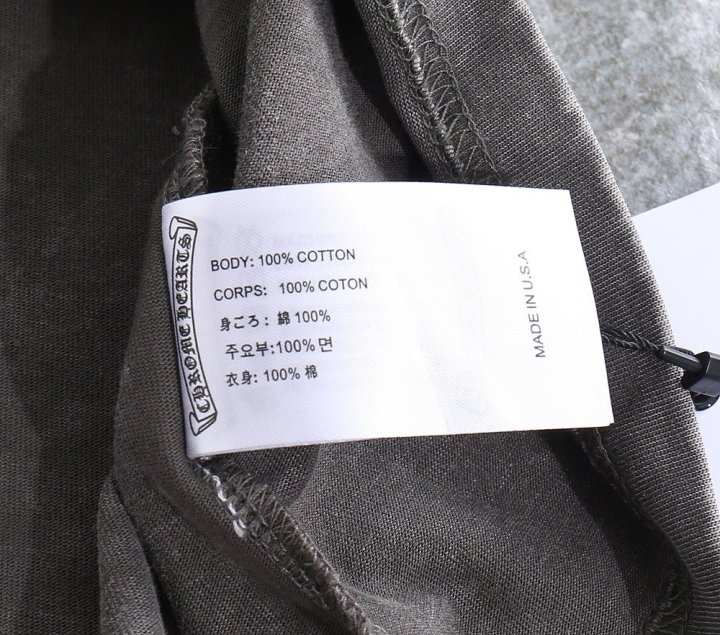 CHROME HEARTS
BODY: 100% COTTON
CORPS: 100% COTON
身ごろ: 綿 100%
주요부:100% 면
衣身: 100% 棉
MADE IN U.S.A